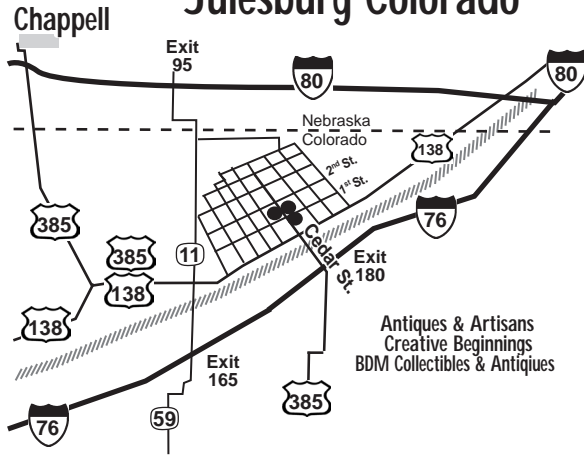 Julesburg Colorado
Chappell
Exit
95
80
80
Nebraska
Colorado
138
2nd St.
1st St.
385
76
385
11
Cedar St.
Exit
180
138
138
Antiques & Artisans
Creative Beginnings
BDM Collectibles & Antiqiues
Exit
165
385
59
76